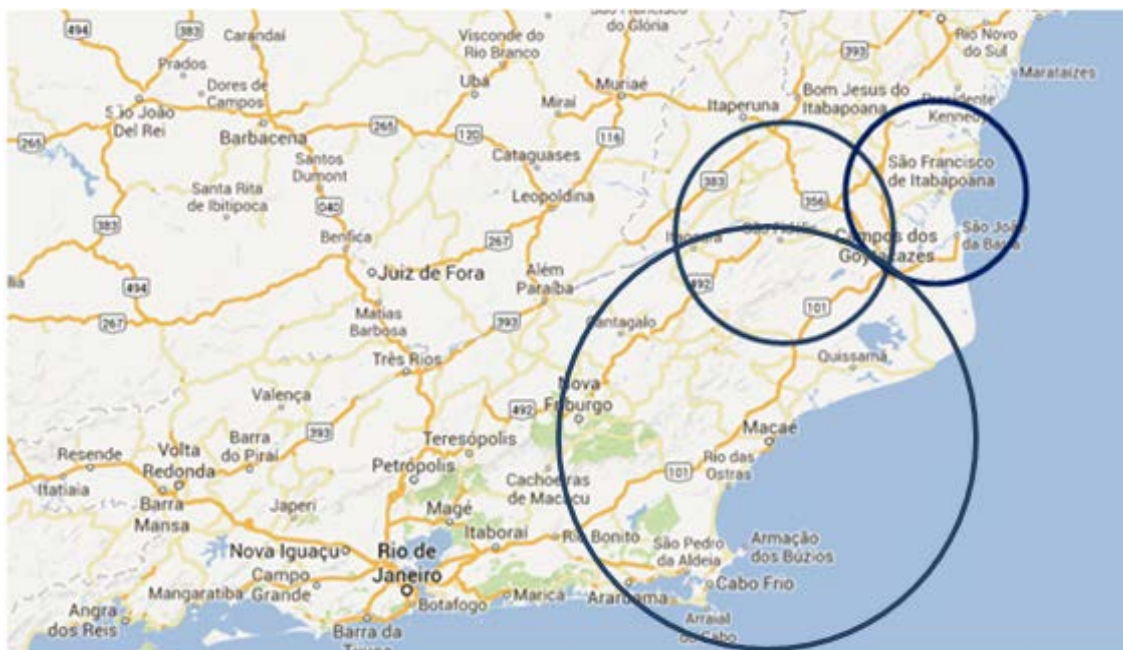 494
383
Carandaí
Visconde do
Rio Branco
do Glória
393
Rio Novo
do Sul
Prados
Dores de
Campos
Ubá
Muriaé
Marataízes
São João
Del Rei
Barbacena
265
Miraí
Itaperuna
Bom Jesus do
Itabapoana
Presidente
Kennedy
265
120
116
Santos
Dumont
Cataguases
São Francisco
de Itabapoana
Santa Rita
de Ibitipoca
040
Leopoldina
383
356
383
Benfica
267
São João
da Barra
Campos dos
Goytacazes
494
Juiz de Fora
Além
Paraíba
492
267
Matias
Barbosa
393
Cantagalo
101
Três Rios
Quissamã
Valença
492
Nova
Friburgo
Barra
do Piraí
393
Teresópolis
Macaé
Resende
Volta
Redonda
Petrópolis
101
Rio das
Ostras
Itatiaia
Cachoeiras
de Macacu
Barra
Mansa
Japeri
Magé
Itaboraí
Rio Bonito
Nova Iguaçu
Rio de
Janeiro
São Pedro
da Aldeia
Armação
dos Búzios
Mangaratiba
Campo
Grande
Botafogo
Maricá
Araruama
Cabo Frio
Angra
dos Reis
Barra da
Arraial
do Cabo